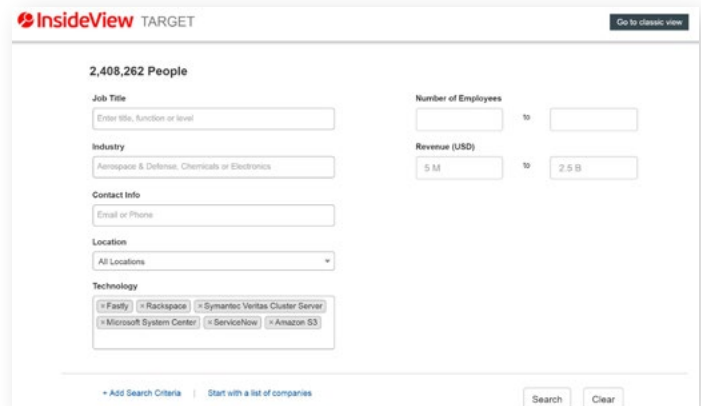 InsideView TARGET
Go to classic view
2,408,262 People
Job Title
Enter title, function or level
Industry
Aerospace & Defense, Chemicals or Electronics
Contact Info
Email or Phone
Location
All Locations
Technology
× Fastly × Rackspace × Symantec Veritas Cluster Server
× Microsoft System Center × ServiceNow × Amazon S3
Number of Employees
to
Revenue (USD)
5 M to 2.5 B
+ Add Search Criteria | Start with a list of companies
Search Clear